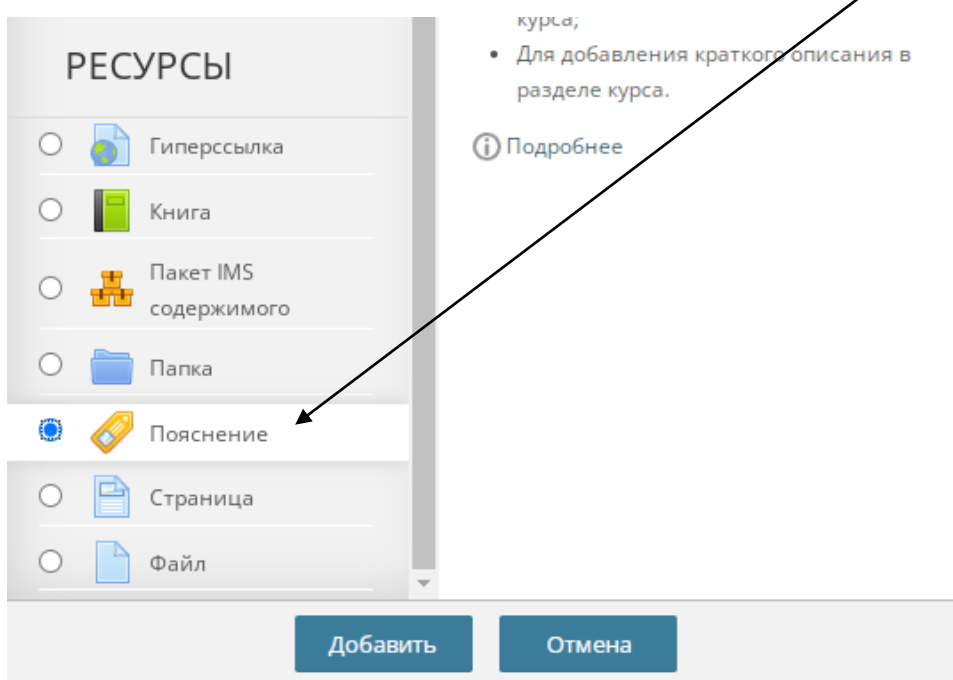 РЕСУРСЫ
Гиперссылка
Книга
Пакет IMS
содержимого
Папка
Пояснение
Страница
Файл
курса;
• Для добавления краткого описания в
разделе курса.
Подробнее
Добавить
Отмена